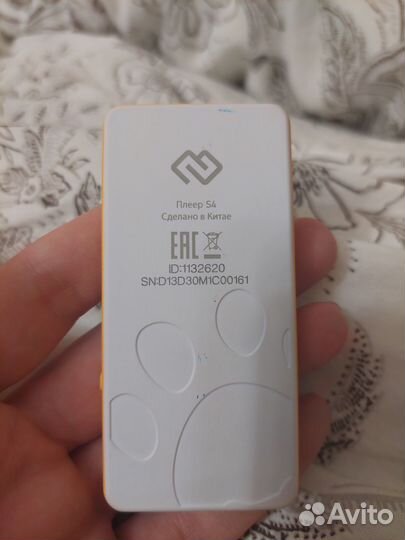 Плеер S4
Сделано в Китае
EAC
ID:1132620
SN:D13D30M1C00161
Avito